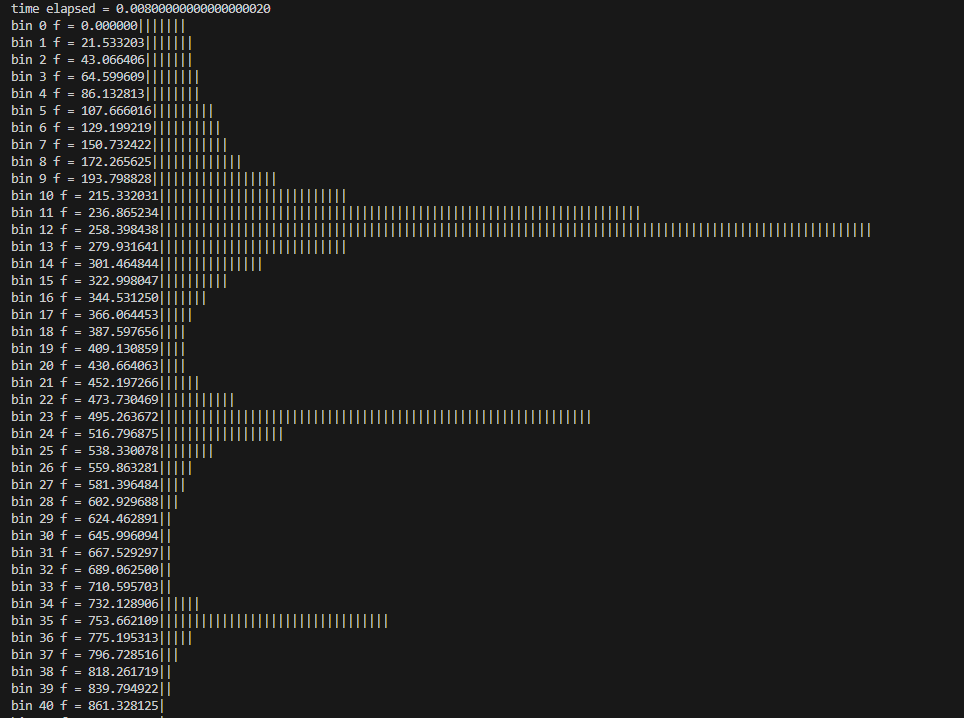 time elapsed = 0.00800000000000000020
bin 0 f = 0.000000|||||||
bin 1 f = 21.533203|||||||
bin 2 f = 43.066406|||||||
bin 3 f = 64.599609||||||||
bin 4 f = 86.132813||||||||
bin 5 f = 107.666016|||||||||
bin 6 f = 129.199219||||||||||
bin 7 f = 150.732422|||||||||||
bin 8 f = 172.265625|||||||||||||
bin 9 f = 193.798828||||||||||||||||||
bin 10 f = 215.332031|||||||||||||||||||||||||||
bin 11 f = 236.865234|||||||||||||||||||||||||||||||||||||||||||||||||||||||||||||||||||||
bin 12 f = 258.398438||||||||||||||||||||||||||||||||||||||||||||||||||||||||||||||||||||||||||||||||||||||||||||||||||||||
bin 13 f = 279.931641|||||||||||||||||||||||||||
bin 14 f = 301.464844|||||||||||||||
bin 15 f = 322.998047||||||||||
bin 16 f = 344.531250|||||||
bin 17 f = 366.064453|||||
bin 18 f = 387.597656||||
bin 19 f = 409.130859||||
bin 20 f = 430.664063||||
bin 21 f = 452.197266||||||
bin 22 f = 473.730469|||||||||||
bin 23 f = 495.263672||||||||||||||||||||||||||||||||||||||||||||||||||||||||||||||
bin 24 f = 516.796875||||||||||||||||||
bin 25 f = 538.330078||||||||
bin 26 f = 559.863281|||||
bin 27 f = 581.396484||||
bin 28 f = 602.929688|||
bin 29 f = 624.462891||
bin 30 f = 645.996094||
bin 31 f = 667.529297||
bin 32 f = 689.062500||
bin 33 f = 710.595703||
bin 34 f = 732.128906||||||
bin 35 f = 753.662109|||||||||||||||||||||||||||||||||
bin 36 f = 775.195313|||||
bin 37 f = 796.728516|||
bin 38 f = 818.261719||
bin 39 f = 839.794922||
bin 40 f = 861.328125|